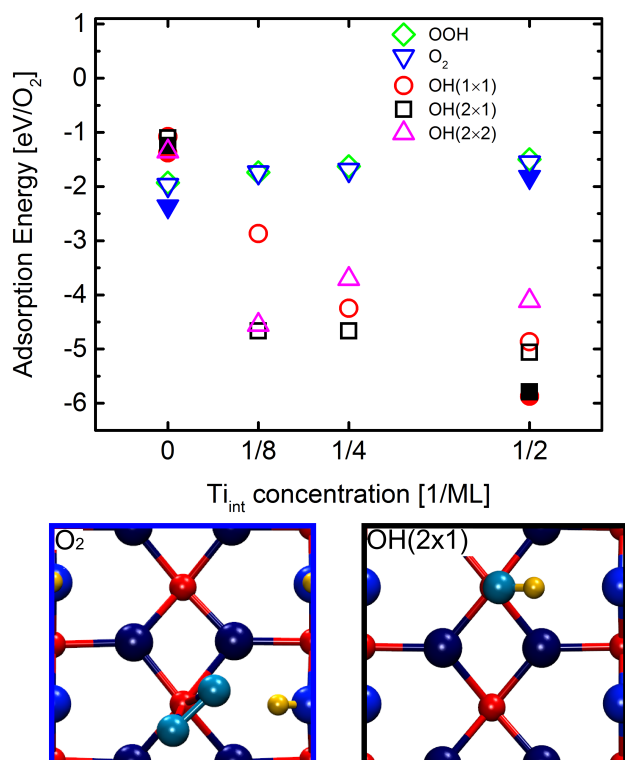 1
0
-1
-2
-3
-4
-5
-6
Adsorption Energy [eV/O₂]
OOH
O₂
OH(1×1)
OH(2×1)
OH(2×2)
0
1/8
1/4
1/2
Ti_int concentration [1/ML]
O₂
OH(2x1)